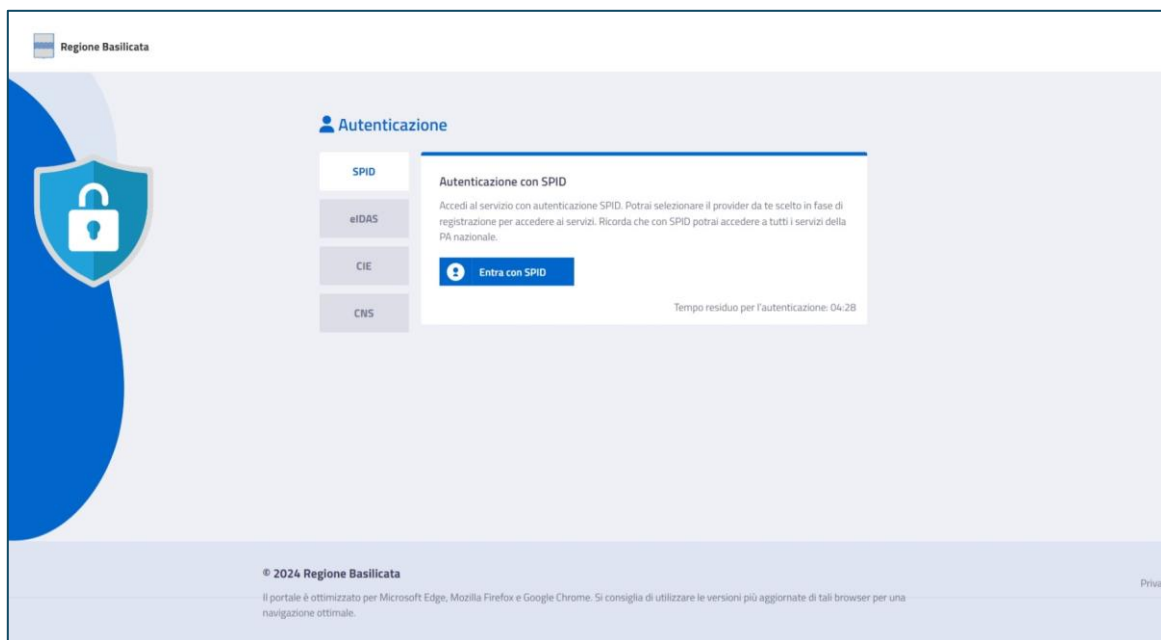 Regione Basilicata
Autenticazione
SPID
eIDAS
CIE
CNS
Autenticazione con SPID
Accedi al servizio con autenticazione SPID. Potrai selezionare il provider da te scelto in fase di
registrazione per accedere ai servizi. Ricorda che con SPID potrai accedere a tutti i servizi della
PA nazionale.
Entra con SPID
Tempo residuo per l'autenticazione: 04:28
© 2024 Regione Basilicata
Il portale è ottimizzato per Microsoft Edge, Mozilla Firefox e Google Chrome. Si consiglia di utilizzare le versioni più aggiornate di tali browser per una
navigazione ottimale.
Priva